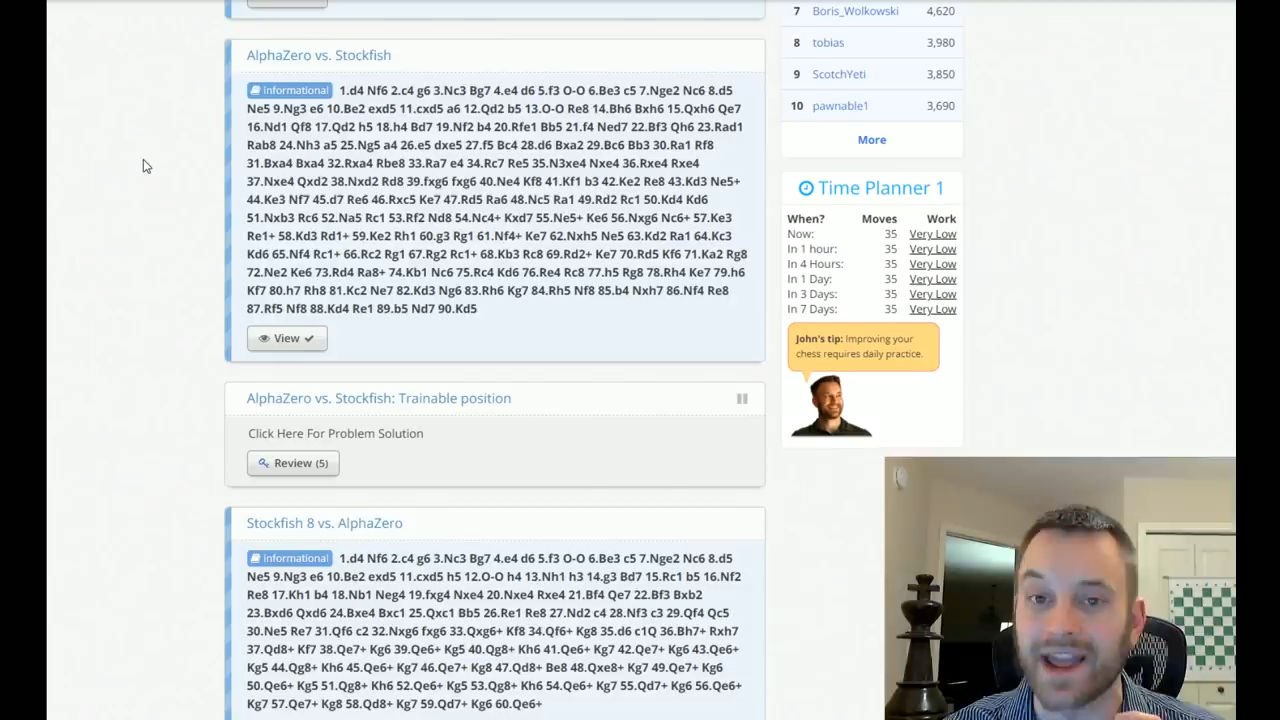 AlphaZero vs. Stockfish
Informational 1.d4 Nf6 2.c4 g6 3.Nc3 Bg7 4.e4 d6 5.f3 O-O 6.Be3 c5 7.Nge2 Nc6 8.d5
Ne5 9.Ng3 e6 10.Be2 exd5 11.cxd5 a6 12.Qd2 b5 13.O-O Re8 14.Bh6 Bxh6 15.Qxh6 Qe7
16.Nd1 Qf8 17.Qd2 h5 18.h4 Bd7 19.Nf2 b4 20.Rfe1 Bb5 21.f4 Ned7 22.Bf3 Qh6 23.Rad1
Rab8 24.Nh3 a5 25.Ng5 a4 26.e5 dxe5 27.f5 Bc4 28.d6 Bxa2 29.Bc6 Bb3 30.Ra1 Rf8
31.Bxa4 Bxa4 32.Rxa4 Rbe8 33.Ra7 e4 34.Rc7 Re5 35.N3xe4 Nxe4 36.Rxe4 Rxe4
37.Nxe4 Qxd2 38.Nxd2 Rd8 39.fxg6 fxg6 40.Ne4 Kf8 41.Kf1 b3 42.Ke2 Re8 43.Kd3 Ne5+
44.Ke3 Nf7 45.d7 Re6 46.Rxc5 Ke7 47.Rd5 Ra6 48.Nc5 Ra1 49.Rd2 Rc1 50.Kd4 Kd6
51.Nxb3 Rc6 52.Na5 Rc1 53.Rf2 Nd8 54.Nc4+ Kxd7 55.Ne5+ Ke6 56.Nxg6 Nc6+ 57.Ke3
Re1+ 58.Kd3 Rd1+ 59.Ke2 Rh1 60.g3 Rg1 61.Nf4+ Ke7 62.Nxh5 Ne5 63.Kd2 Ra1 64.Kc3
Kd6 65.Nf4 Rc1+ 66.Rc2 Rg1 67.Rg2 Rc1+ 68.Kb3 Rc8 69.Rd2+ Ke7 70.Rd5 Kf6 71.Ka2 Rg8
72.Ne2 Ke6 73.Rd4 Ra8+ 74.Kb1 Nc6 75.Rc4 Kd6 76.Re4 Rc8 77.h5 Rg8 78.Rh4 Ke7 79.h6
Kf7 80.h7 Rh8 81.Kc2 Ne7 82.Kd3 Ng6 83.Rh6 Kg7 84.Rh5 Nf8 85.b4 Nxh7 86.Nf4 Re8
87.Rf5 Nf8 88.Kd4 Re1 89.b5 Nd7 90.Kd5
View
AlphaZero vs. Stockfish: Trainable position
Click Here For Problem Solution
Review (5)
Stockfish 8 vs. AlphaZero
Informational 1.d4 Nf6 2.c4 g6 3.Nc3 Bg7 4.e4 d6 5.f3 O-O 6.Be3 c5 7.Nge2 Nc6 8.d5
Ne5 9.Ng3 e6 10.Be2 exd5 11.cxd5 h5 12.O-O h4 13.Nh1 h3 14.g3 Bd7 15.Rc1 b5 16.Nf2
Re8 17.Kh1 b4 18.Nb1 Neg4 19.fxg4 Nxe4 20.Nxe4 Rxe4 21.Bf4 Qe7 22.Bf3 Bxb2
23.Bxd6 Qxd6 24.Bxe4 Bxc1 25.Qxc1 Bb5 26.Re1 Re8 27.Nd2 c4 28.Nf3 c3 29.Qf4 Qc5
30.Ne5 Re7 31.Qf6 c2 32.Nxg6 fxg6 33.Qxg6+ Kf8 34.Qf6+ Kg8 35.d6 c1Q 36.Bh7+ Rxh7
37.Qd8+ Kf7 38.Qe7+ Kg6 39.Qe6+ Kg5 40.Qg8+ Kh6 41.Qe6+ Kg7 42.Qe7+ Kg6 43.Qe6+
Kg5 44.Qg8+ Kh6 45.Qe6+ Kg7 46.Qe7+ Kg8 47.Qd8+ Be8 48.Qxe8+ Kg7 49.Qe7+ Kg6
50.Qe6+ Kg5 51.Qg8+ Kh6 52.Qe6+ Kg5 53.Qg8+ Kh6 54.Qe6+ Kg7 55.Qd7+ Kg6 56.Qe6+
Kg7 57.Qe7+ Kg8 58.Qd8+ Kg7 59.Qd7+ Kg6 60.Qe6+
7 Boris_Wolkowski 4,620
8 tobias 3,980
9 ScotchYeti 3,850
10 pawnable1 3,690
More
Time Planner 1
When? Moves Work
Now: 35 Very Low
In 1 hour: 35 Very Low
In 4 Hours: 35 Very Low
In 1 Day: 35 Very Low
In 3 Days: 35 Very Low
In 7 Days: 35 Very Low
John's tip: Improving your
chess requires daily practice.